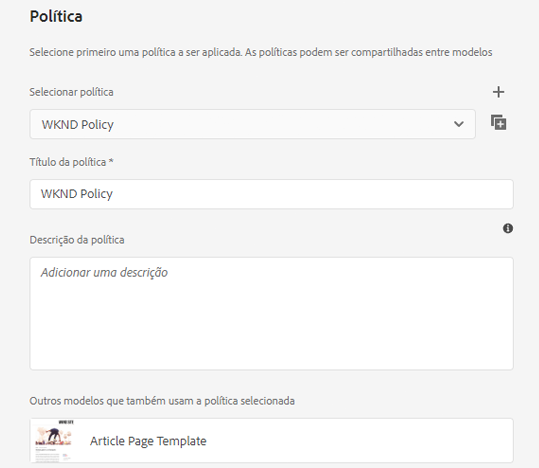 Política
Selecione primeiro uma política a ser aplicada. As políticas podem ser compartilhadas entre modelos
Selecionar política
WKND Policy
Título da política *
WKND Policy
Descrição da política
Adicionar uma descrição
Outros modelos que também usam a política selecionada
Article Page Template